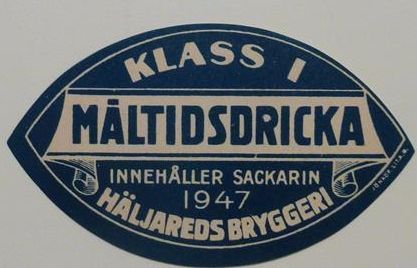 KLASS I
MÅLTIDSDRICKA
INNEHÅLLER SACKARIN
1947
HÄLJAREDS BRYGGERI